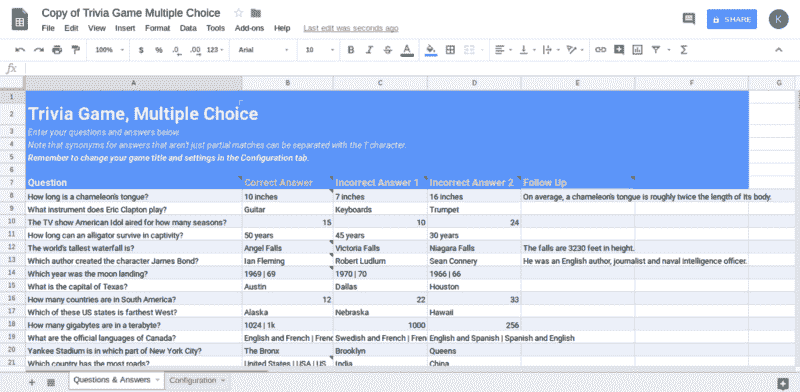 Copy of Trivia Game Multiple Choice
File Edit View Insert Format Data Tools Add-ons Help Last edit was seconds ago
SHARE
K
100% $ % .0 .00 123 Arial 10 B I S A
fx
A B C D E F G
1
2 Trivia Game, Multiple Choice
3 Enter your questions and answers below
4 Note that synonyms for answers that aren't just partial matches can be separated with the '|' character.
5 Remember to change your game title and settings in the Configuration tab.
6
7 Question Correct Answer Incorrect Answer 1 Incorrect Answer 2 Follow Up
8 How long is a chameleon's tongue? 10 inches 7 inches 16 inches On average, a chameleon's tongue is roughly twice the length of its body.
9 What instrument does Eric Clapton play? Guitar Keyboards Trumpet
10 The TV show American Idol aired for how many seasons? 15 10 24
11 How long can an alligator survive in captivity? 50 years 45 years 30 years
12 The world's tallest waterfall is? Angel Falls Victoria Falls Niagara Falls The falls are 3230 feet in height.
13 Which author created the character James Bond? Ian Fleming Robert Ludlum Sean Connery He was an English author, journalist and naval intelligence officer.
14 Which year was the moon landing? 1969 | 69 1970 | 70 1966 | 66
15 What is the capital of Texas? Austin Dallas Houston
16 How many countries are in South America? 12 22 33
17 Which of these US states is farthest West? Alaska Nebraska Hawaii
18 How many gigabytes are in a terabyte? 1024 | 1k 1000 256
19 What are the official languages of Canada? English and French | Frenc Swedish and French | Fren English and Spanish | Spanish and English
20 Yankee Stadium is in which part of New York City? The Bronx Brooklyn Queens
21 Which country has the most roads? United States | USA | US India China
Questions & Answers Configuration